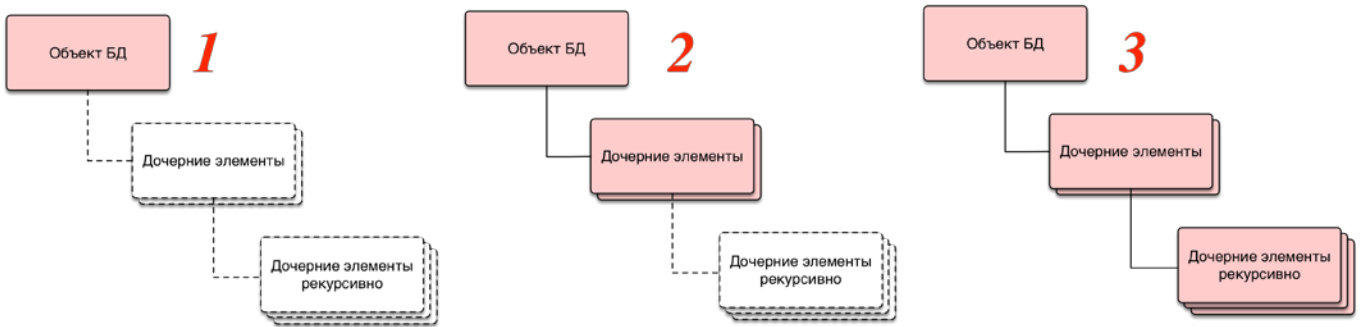 Объект БД
1
Дочерние элементы
Дочерние элементы
рекурсивно
Объект БД
2
Дочерние элементы
Дочерние элементы
рекурсивно
Объект БД
3
Дочерние элементы
Дочерние элементы
рекурсивно